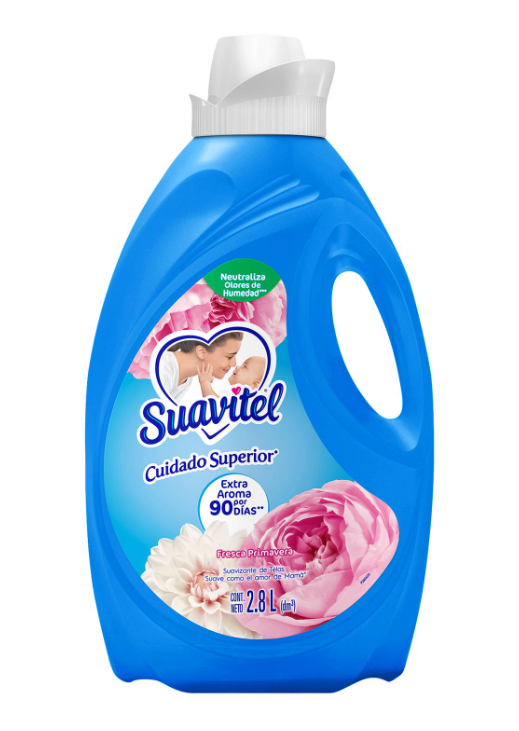 Neutraliza
Olores de
Humedad***
Suavitel
Cuidado Superior*
Extra
Aroma
90 por DÍAS**
Fresca Primavera
Suavizante de Telas
Suave como el amor de Mamá®
CONT. NETO 2.8 L (dm³)